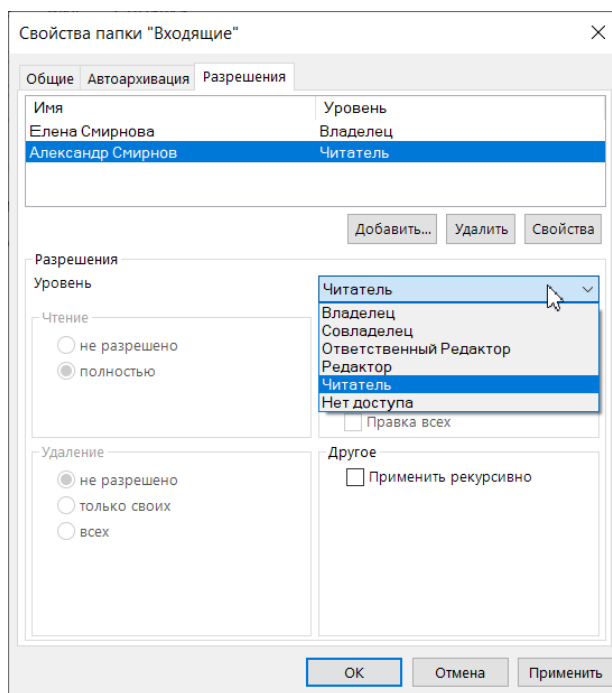 Свойства папки "Входящие"
Общие Автоархивация Разрешения
Имя Уровень
Елена Смирнова Владелец
Александр Смирнов Читатель
Добавить... Удалить Свойства
Разрешения
Уровень Читатель
Владелец
Совладелец
Ответственный Редактор
Редактор
Читатель
Нет доступа
Чтение
не разрешено
полностью
Правка всех
Удаление
не разрешено
только своих
всех
Другое
Применить рекурсивно
OK Отмена Применить